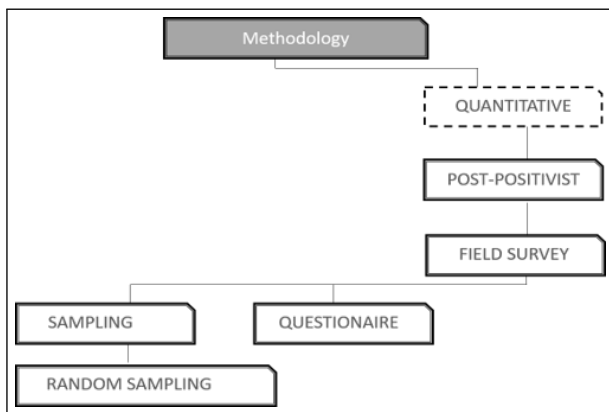 Methodology
QUANTITATIVE
POST-POSITIVIST
FIELD SURVEY
SAMPLING
QUESTIONAIRE
RANDOM SAMPLING